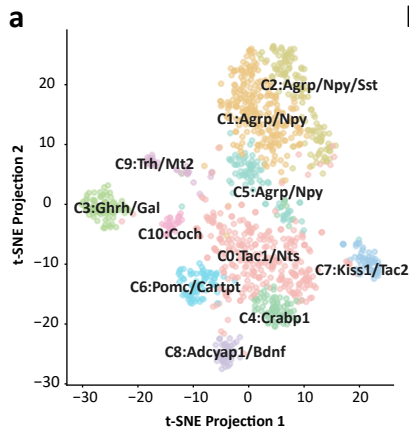 a
20
10
0
−10
−20
−30
−30
−20
−10
0
10
20
t-SNE Projection 2
t-SNE Projection 1
C2:Agrp/Npy/Sst
C1:Agrp/Npy
C9:Trh/Mt2
C5:Agrp/Npy
C3:Ghrh/Gal
C10:Coch
C0:Tac1/Nts
C7:Kiss1/Tac2
C6:Pomc/Cartpt
C4:Crabp1
C8:Adcyap1/Bdnf